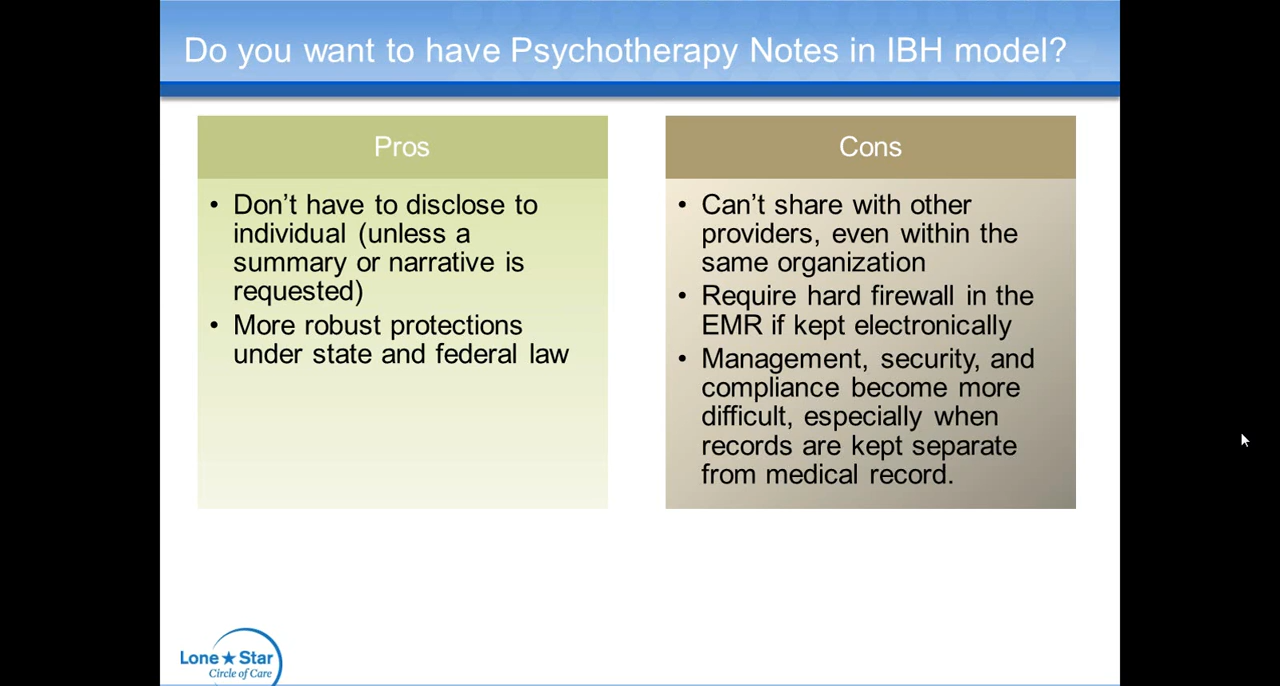 Do you want to have Psychotherapy Notes in IBH model?
Pros
• Don’t have to disclose to
individual (unless a
summary or narrative is
requested)
• More robust protections
under state and federal law
Cons
• Can’t share with other
providers, even within the
same organization
• Require hard firewall in the
EMR if kept electronically
• Management, security, and
compliance become more
difficult, especially when
records are kept separate
from medical record.
Lone★Star
Circle of Care